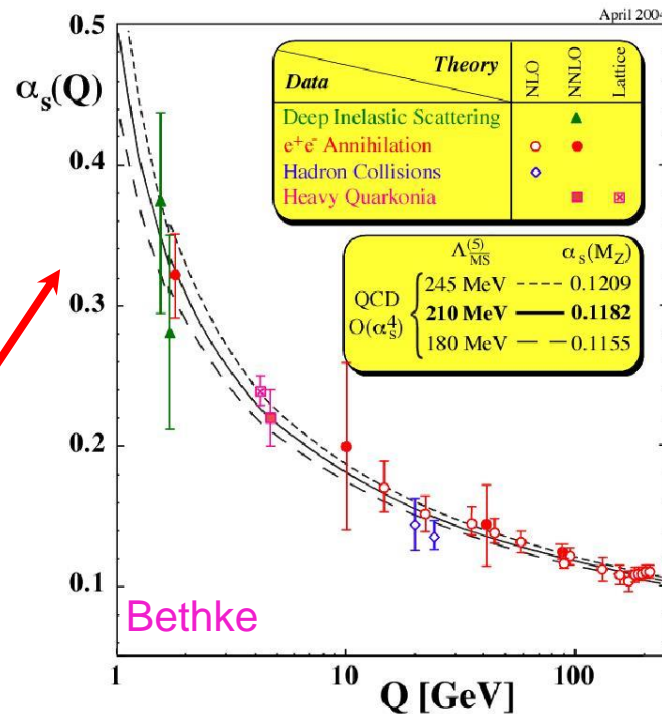 April 2004
0.5
αs(Q)
Theory
Data
NLO
NNLO
Lattice
Deep Inelastic Scattering
e+e- Annihilation
Hadron Collisions
Heavy Quarkonia
0.4
Λ(5)MS αs(MZ)
QCD O(αs4)
245 MeV 0.1209
210 MeV 0.1182
180 MeV 0.1155
0.3
0.2
0.1
Bethke
1 10 100
Q [GeV]